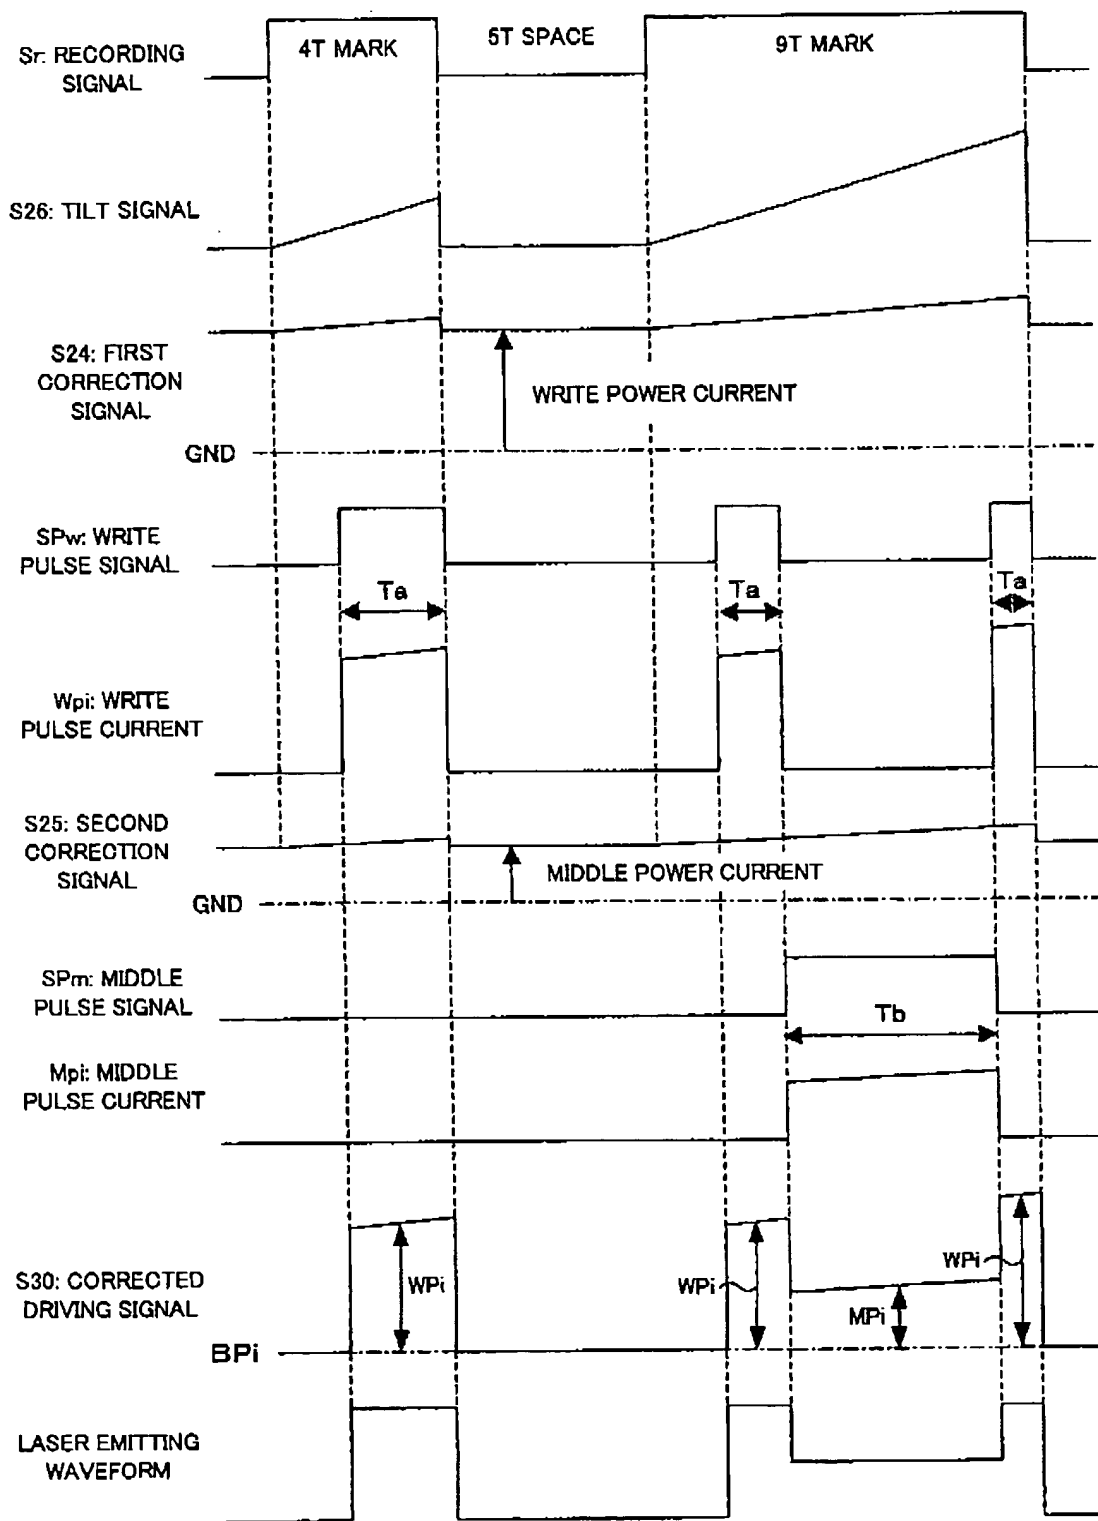 Sr: RECORDING
SIGNAL
4T MARK
5T SPACE
9T MARK
S26: TILT SIGNAL
S24: FIRST
CORRECTION
SIGNAL
WRITE POWER CURRENT
GND
SPw: WRITE
PULSE SIGNAL
Ta
Ta
Ta
Wpi: WRITE
PULSE CURRENT
S25: SECOND
CORRECTION
SIGNAL
MIDDLE POWER CURRENT
GND
SPm: MIDDLE
PULSE SIGNAL
Tb
Mpi: MIDDLE
PULSE CURRENT
S30: CORRECTED
DRIVING SIGNAL
WPi
WPi
MPi
WPi
BPi
LASER EMITTING
WAVEFORM